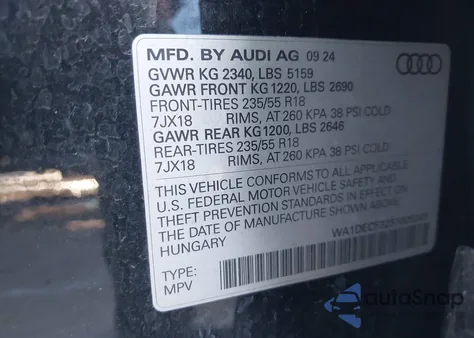 MFD. BY AUDI AG 09 24
GVWR KG 2340, LBS 5159
GAWR FRONT KG 1220, LBS 2690
FRONT-TIRES 235/55 R18
7JX18 RIMS, AT 260 KPA 38 PSI COLD
GAWR REAR KG 1200, LBS 2646
REAR-TIRES 235/55 R18
7JX18 RIMS, AT 260 KPA 38 PSI COLD
THIS VEHICLE CONFORMS TO ALL APPLICABLE
U.S. FEDERAL MOTOR VEHICLE SAFETY AND
THEFT PREVENTION STANDARDS IN EFFECT ON
THE DATE OF MANUFACTURE SHOWN ABOVE
HUNGARY
TYPE:
MPV
autoSnap